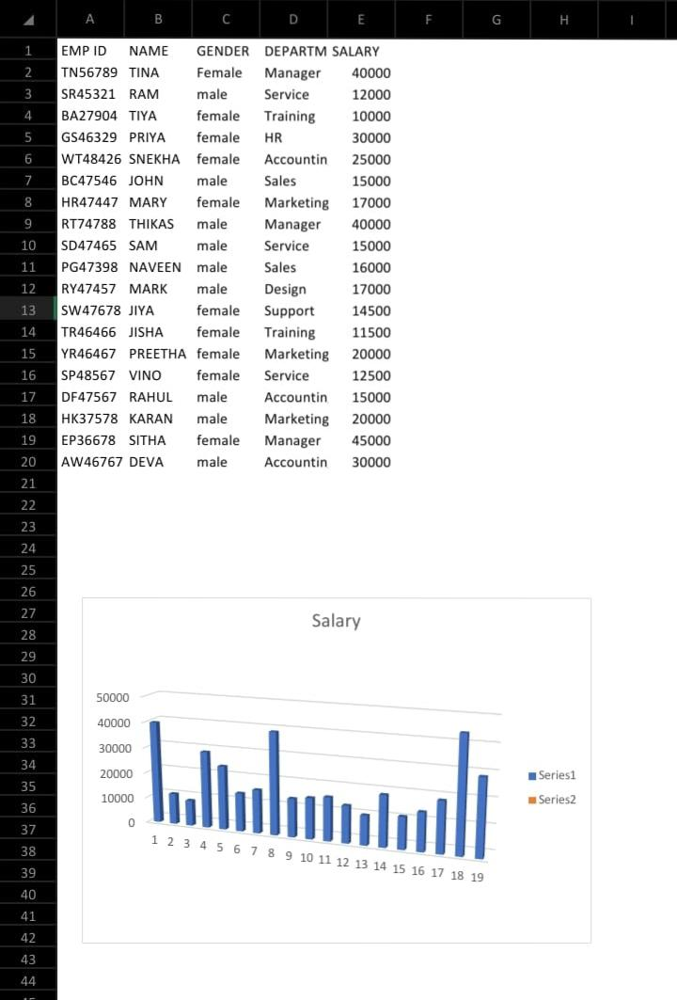 A B C D E F G H I
1 EMP ID NAME GENDER DEPARTM SALARY
2 TN56789 TINA Female Manager 40000
3 SR45321 RAM male Service 12000
4 BA27904 TIYA female Training 10000
5 GS46329 PRIYA female HR 30000
6 WT48426 SNEKHA female Accountin 25000
7 BC47546 JOHN male Sales 15000
8 HR47447 MARY female Marketing 17000
9 RT74788 THIKAS male Manager 40000
10 SD47465 SAM male Service 15000
11 PG47398 NAVEEN male Sales 16000
12 RY47457 MARK male Design 17000
13 SW47678 JIYA female Support 14500
14 TR46466 JISHA female Training 11500
15 YR46467 PREETHA female Marketing 20000
16 SP48567 VINO female Service 12500
17 DF47567 RAHUL male Accountin 15000
18 HK37578 KARAN male Marketing 20000
19 EP36678 SITHA female Manager 45000
20 AW46767 DEVA male Accountin 30000
21
22
23
24
25
26
27 Salary
28
29
30
31 50000
32 40000
33 30000
34 20000
35 Series1
36 10000 Series2
37 0
38 1 2 3 4 5 6 7 8 9 10 11 12 13 14 15 16 17 18 19
39
40
41
42
43
44